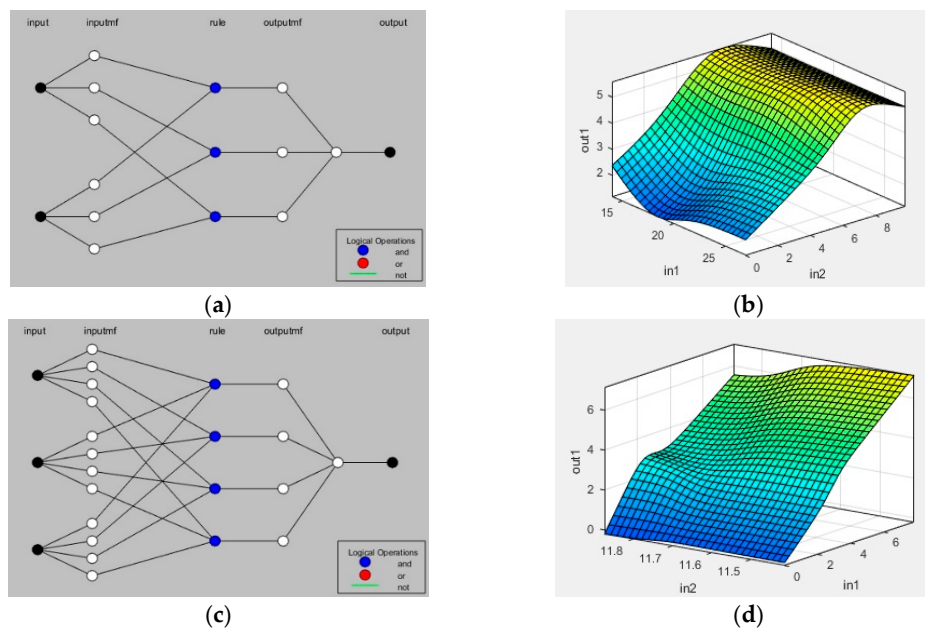 input inputmf rule outputmf output
Logical Operations
and
or
not
(a)
5
4
3
2
out1
15
20
25
in1
0
2
4
6
8
in2
(b)
input inputmf rule outputmf output
Logical Operations
and
or
not
(c)
6
4
2
0
out1
11.8
11.7
11.6
11.5
in2
0
2
4
6
in1
(d)